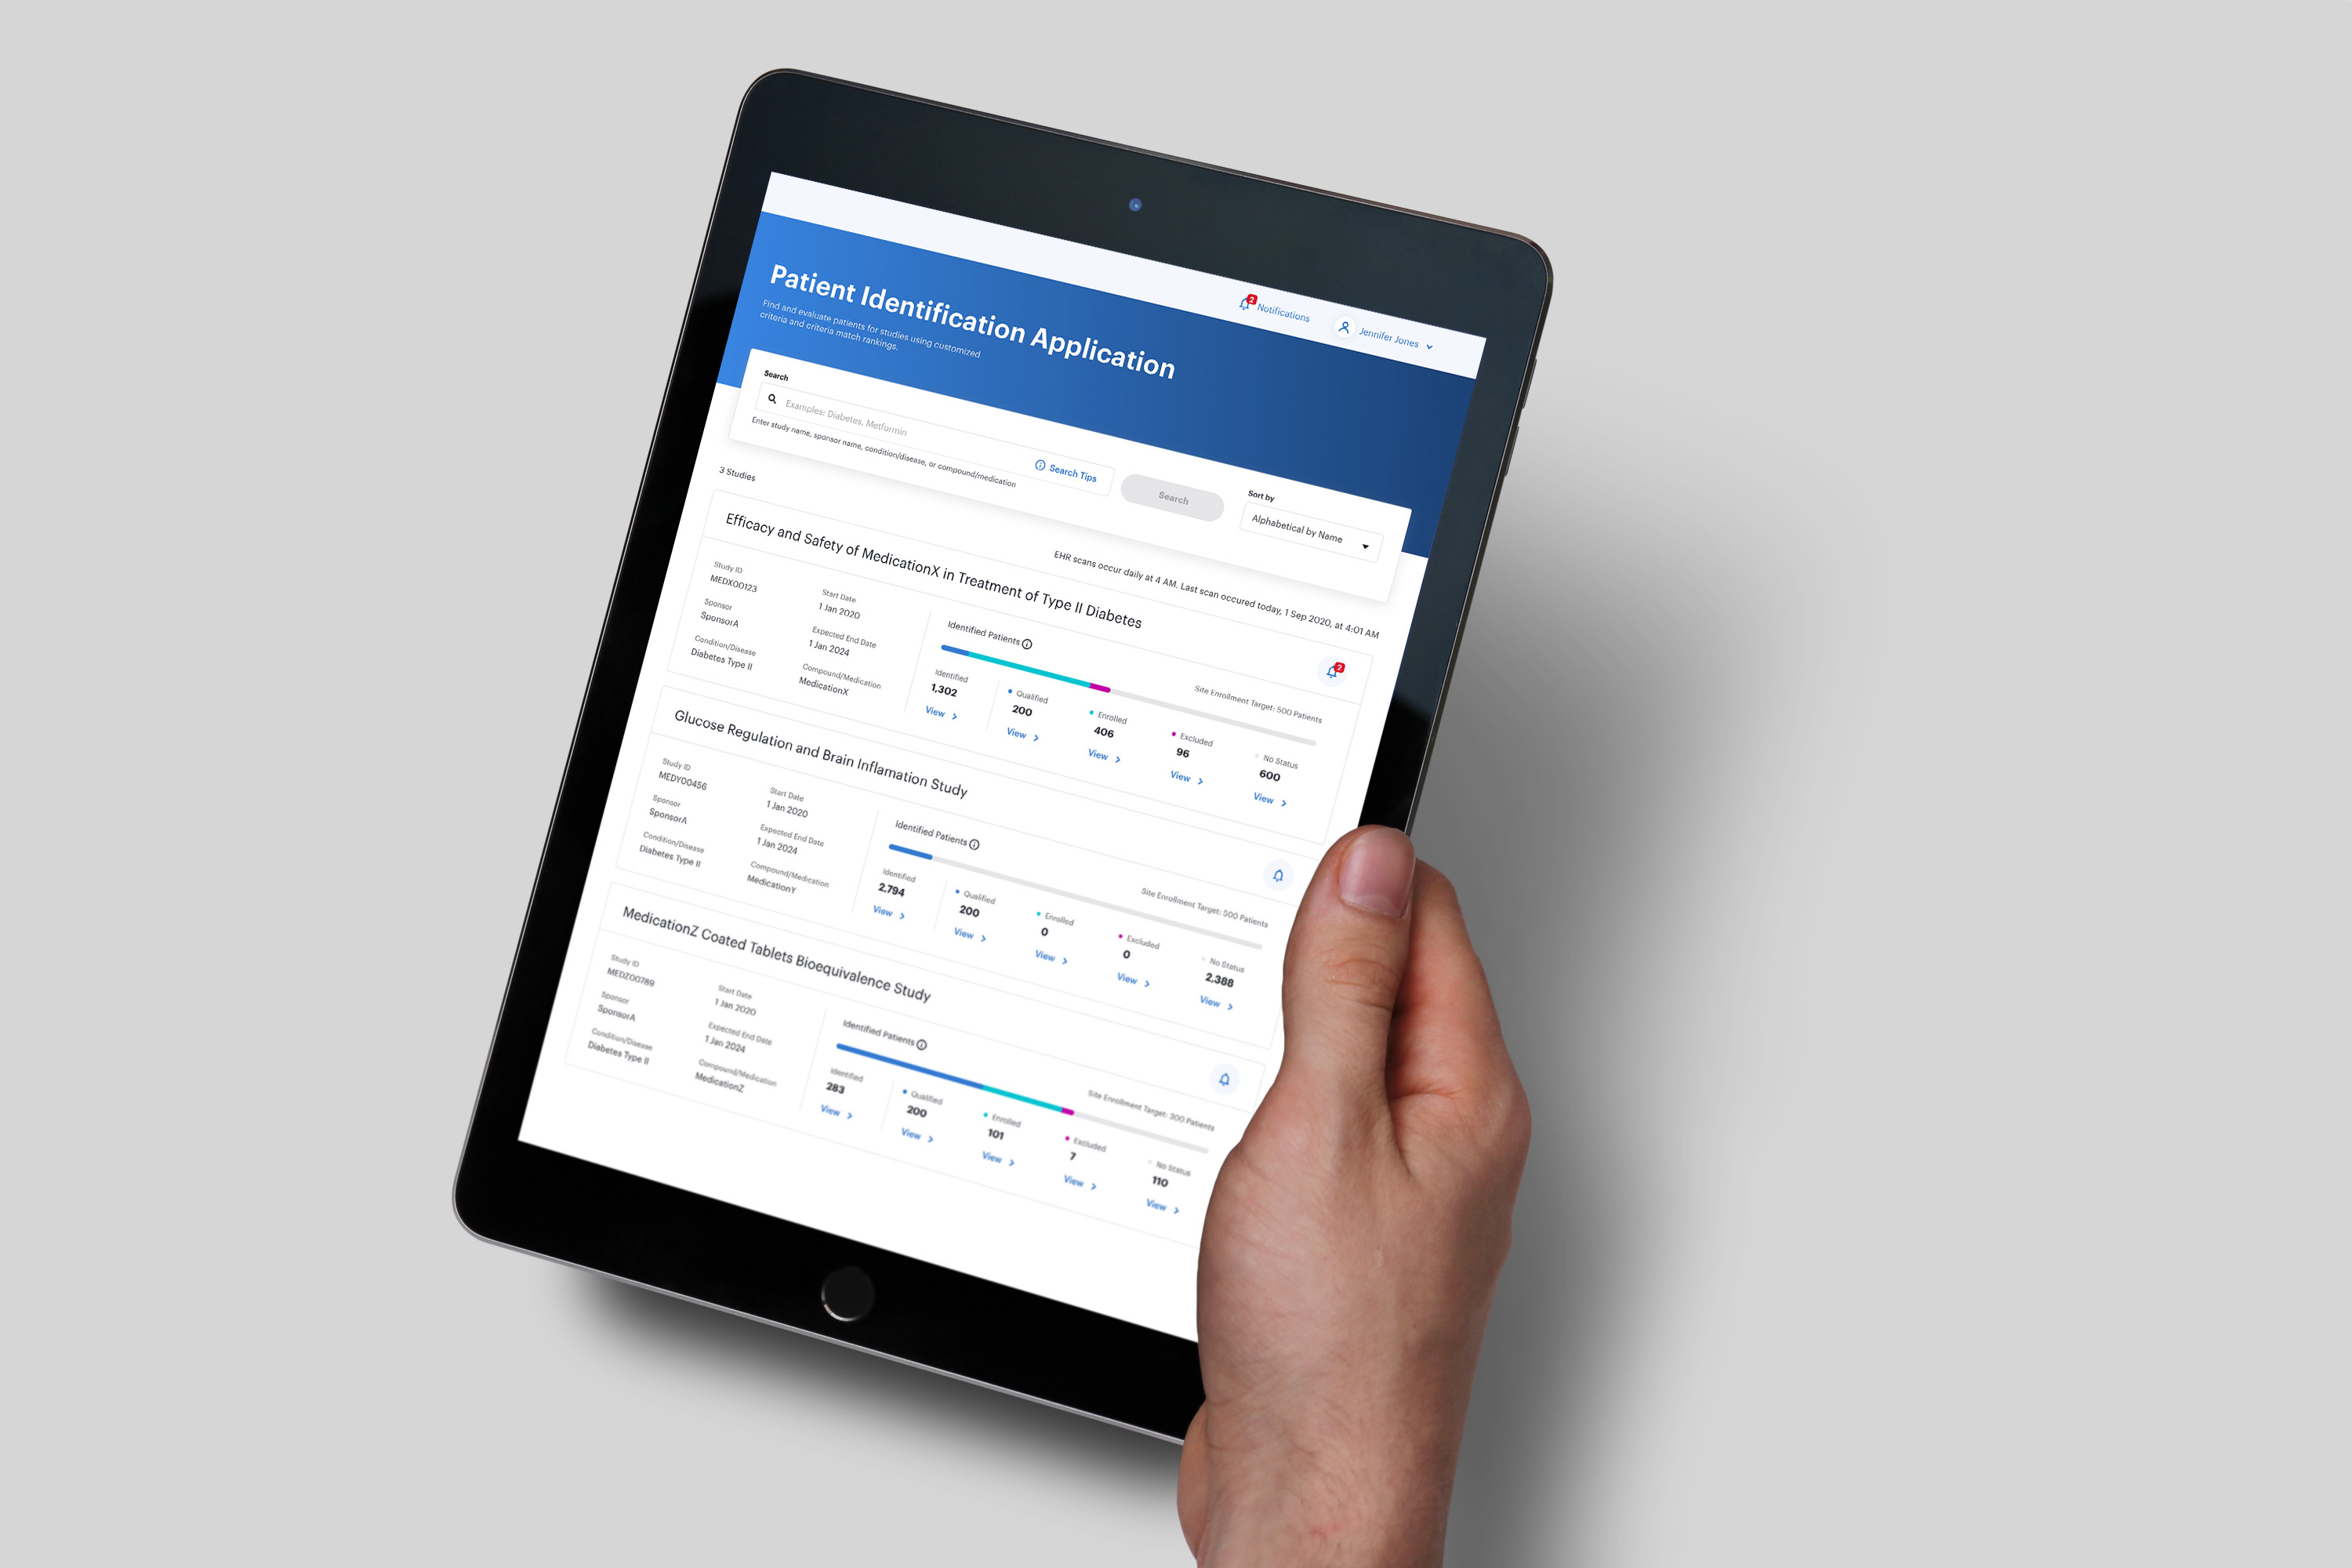 2 Notifications
Jennifer Jones
Patient Identification Application
Find and evaluate patients for studies using customized
criteria and criteria match rankings.
Search
Examples: Diabetes, Metformin
Search Tips
Search
Enter study name, sponsor name, condition/disease, or compound/medication
Sort by
Alphabetical by Name
3 Studies
EHR scans occur daily at 4 AM. Last scan occured today, 1 Sep 2020, at 4:01 AM
Efficacy and Safety of MedicationX in Treatment of Type II Diabetes
2
Study ID
MEDX00123
Sponsor
SponsorA
Condition/Disease
Diabetes Type II
Start Date
1 Jan 2020
Expected End Date
1 Jan 2024
Compound/Medication
MedicationX
Identified Patients
Site Enrollment Target: 500 Patients
Identified
1,302
View
Qualified
200
View
Enrolled
406
View
Excluded
96
View
No Status
600
View
Glucose Regulation and Brain Inflamation Study
Study ID
MEDY00456
Sponsor
SponsorA
Condition/Disease
Diabetes Type II
Start Date
1 Jan 2020
Expected End Date
1 Jan 2024
Compound/Medication
MedicationY
Identified Patients
Site Enrollment Target: 500 Patients
Identified
2,794
View
Qualified
200
View
Enrolled
0
View
Excluded
0
View
No Status
2,388
View
MedicationZ Coated Tablets Bioequivalence Study
Study ID
MEDZ00789
Sponsor
SponsorA
Condition/Disease
Diabetes Type II
Start Date
1 Jan 2020
Expected End Date
1 Jan 2024
Compound/Medication
MedicationZ
Identified Patients
Site Enrollment Target: 300 Patients
Identified
283
View
Qualified
200
View
Enrolled
101
View
Excluded
7
View
No Status
110
View